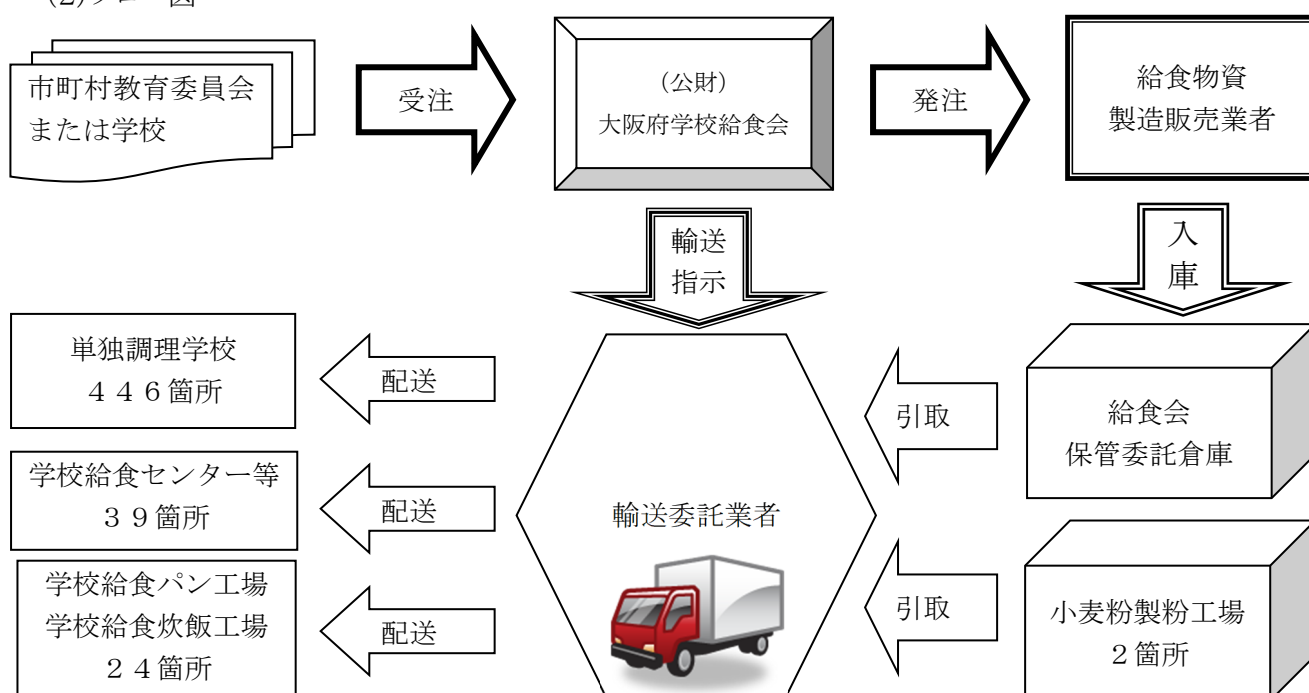 (2)フロー図
市町村教育委員会
または学校
受注
(公財)
大阪府学校給食会
発注
給食物資
製造販売業者
輸送
指示
入
庫
単独調理学校
４４６箇所
配送
引取
給食会
保管委託倉庫
学校給食センター等
３９箇所
配送
輸送委託業者
学校給食パン工場
学校給食炊飯工場
２４箇所
配送
引取
小麦粉製粉工場
２箇所